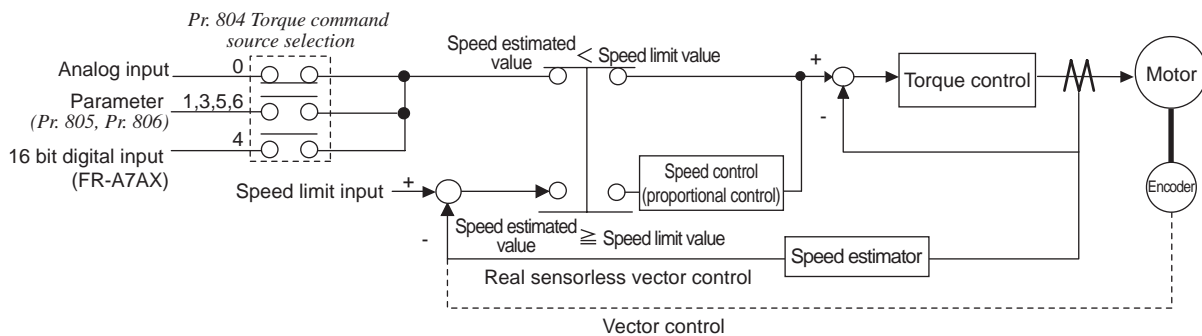 Pr. 804 Torque command
source selection
Analog input
0
Parameter
(Pr. 805, Pr. 806)
1,3,5,6
16 bit digital input
(FR-A7AX)
4
Speed estimated
value
< Speed limit value
+
-
Torque control
Motor
Encoder
Speed limit input
+
-
Speed control
(proportional control)
Speed estimated
value
≧ Speed limit value
Speed estimator
Real sensorless vector control
Vector control